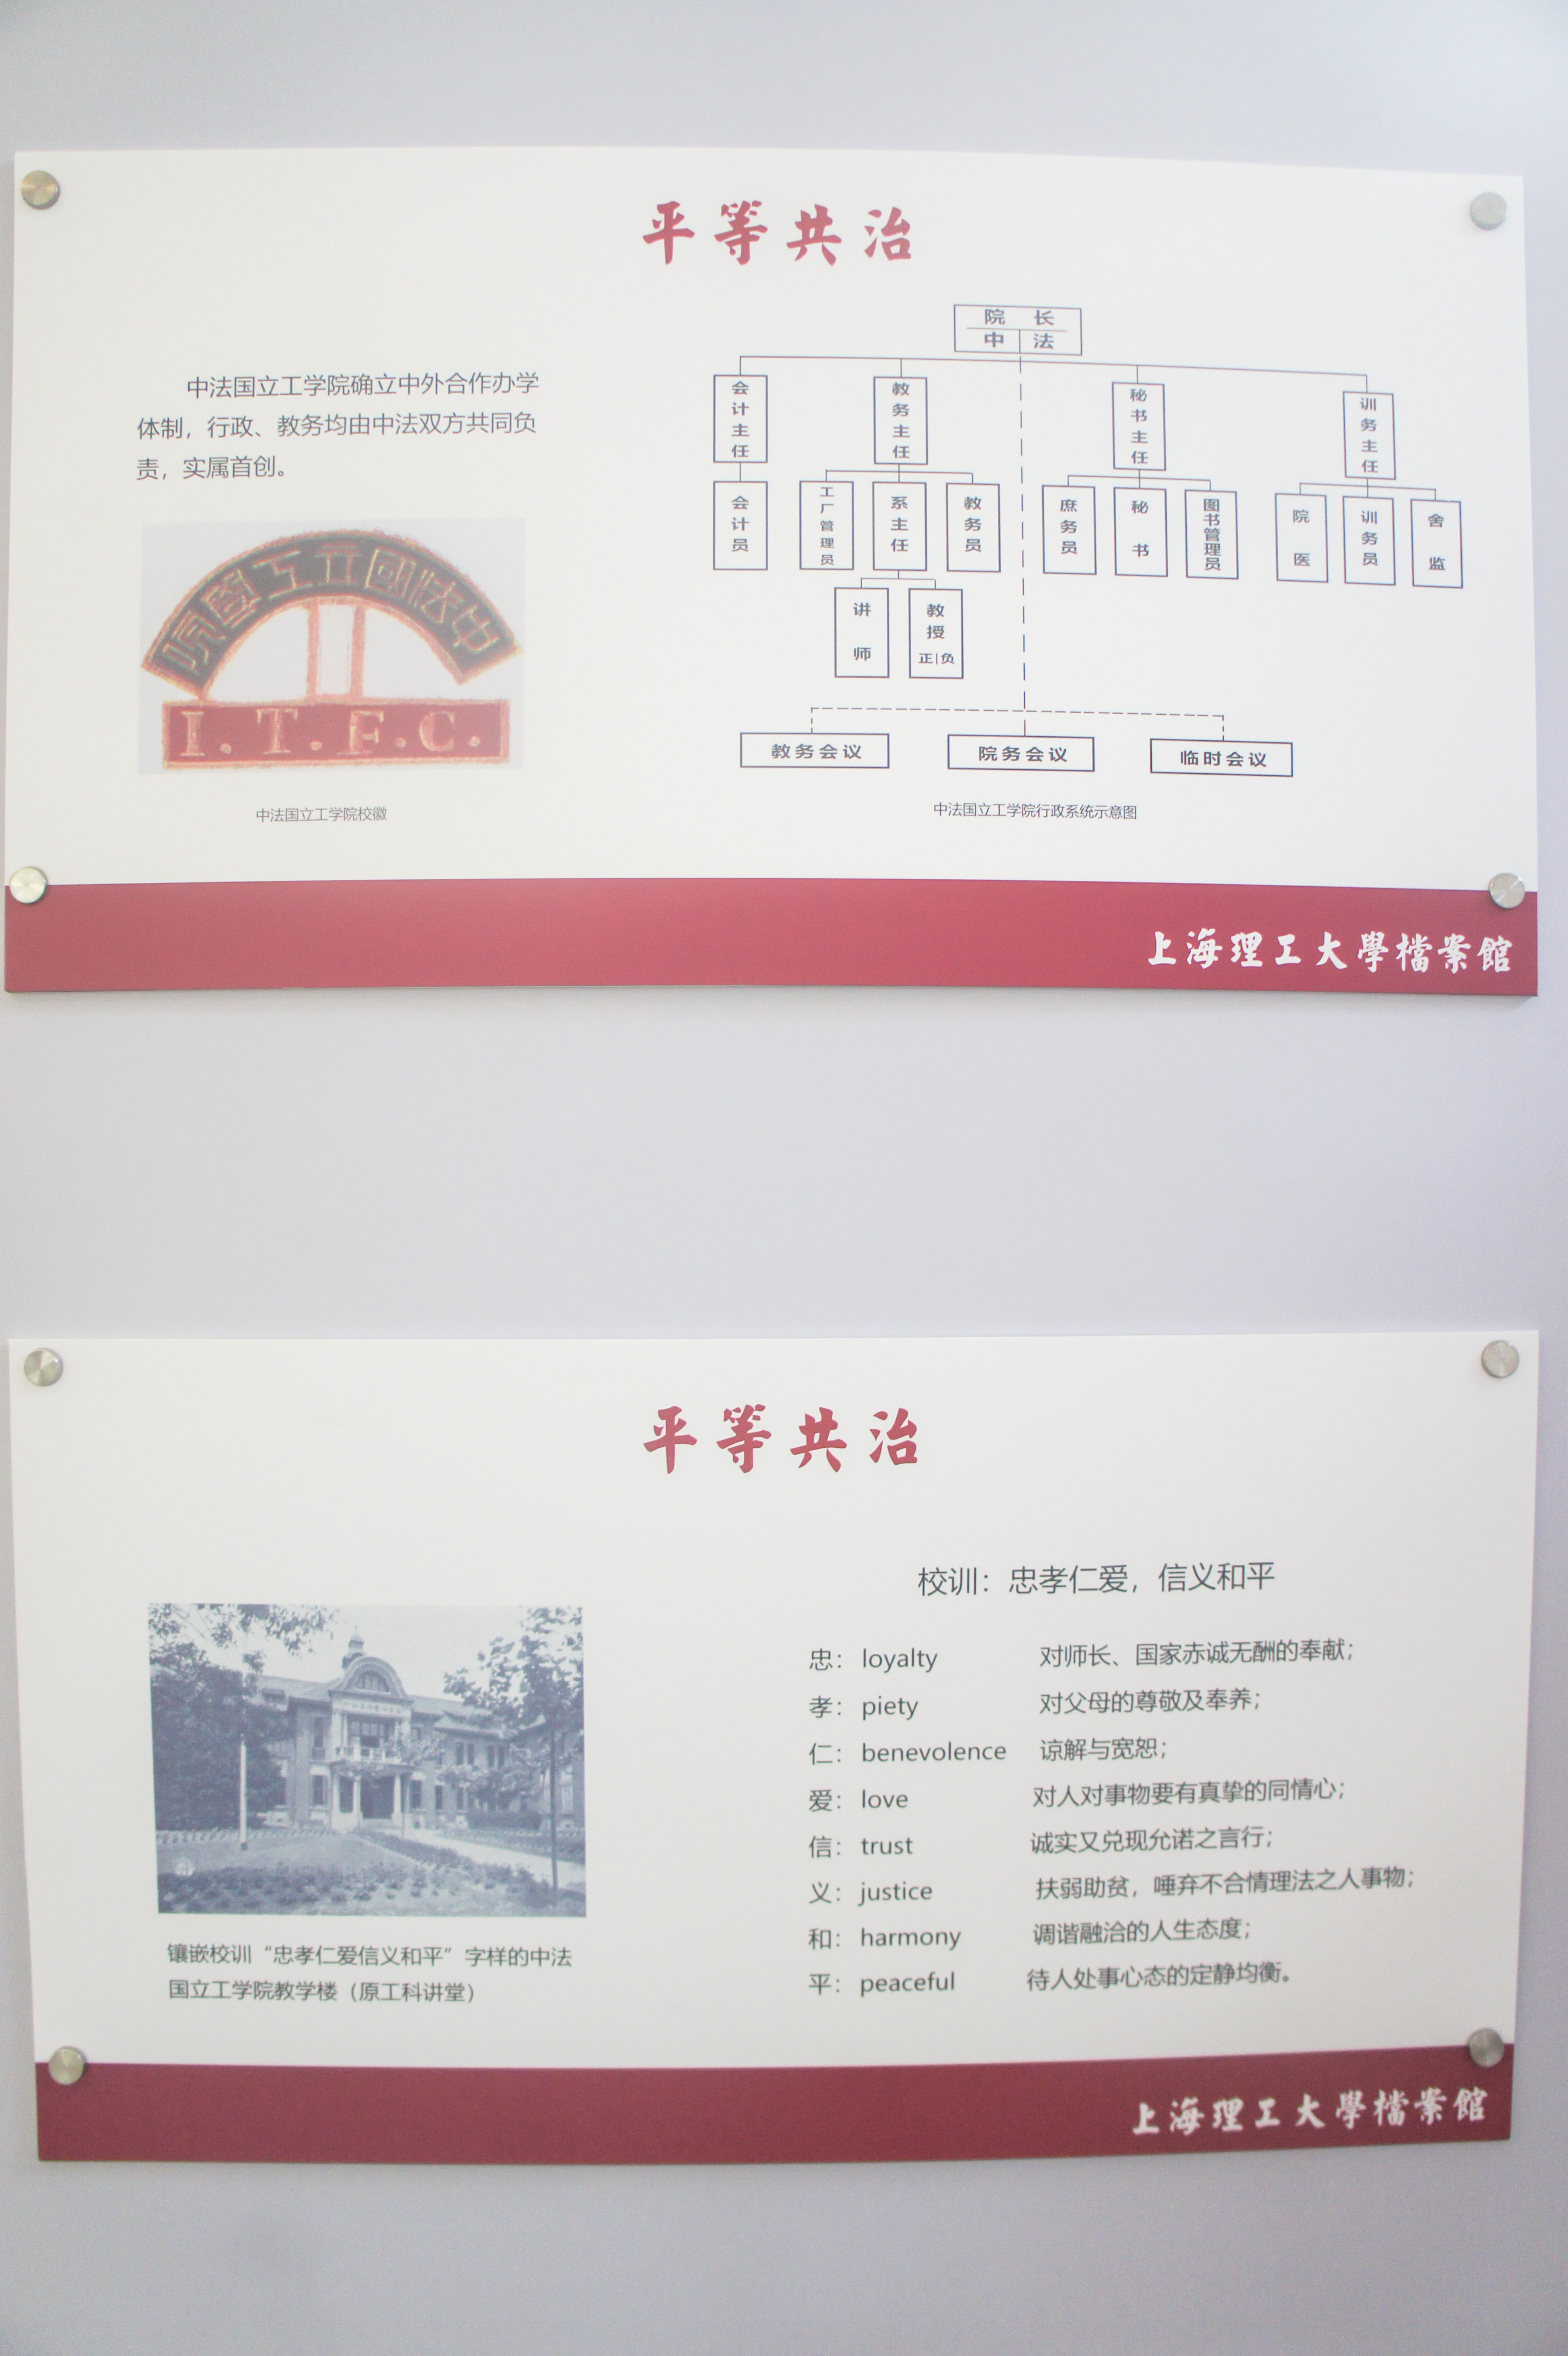 平等共治
中法国立工学院确立中外合作办学
体制，行政、教务均由中法双方共同负
责，实属首创。
院國學工立國法中
I.T.F.C.
中法国立工学院校徽
院 长
中 法
会计主任
教务主任
秘书主任
训务主任
会计员
工厂管理员
系主任
教务员
庶务员
秘书
图书管理员
院医
训务员
舍监
讲师
教授
正|负
教务会议
院务会议
临时会议
中法国立工学院行政系统示意图
上海理工大學檔案館
平等共治
镶嵌校训“忠孝仁爱信义和平”字样的中法
国立工学院教学楼（原工科讲堂）
校训：忠孝仁爱，信义和平
忠： loyalty 对师长、国家赤诚无酬的奉献；
孝： piety 对父母的尊敬及奉养；
仁： benevolence 谅解与宽恕；
爱： love 对人对事物要有真挚的同情心；
信： trust 诚实又兑现允诺之言行；
义： justice 扶弱助贫，唾弃不合情理法之人事物；
和： harmony 调谐融洽的人生态度；
平： peaceful 待人处事心态的定静均衡。
上海理工大學檔案館